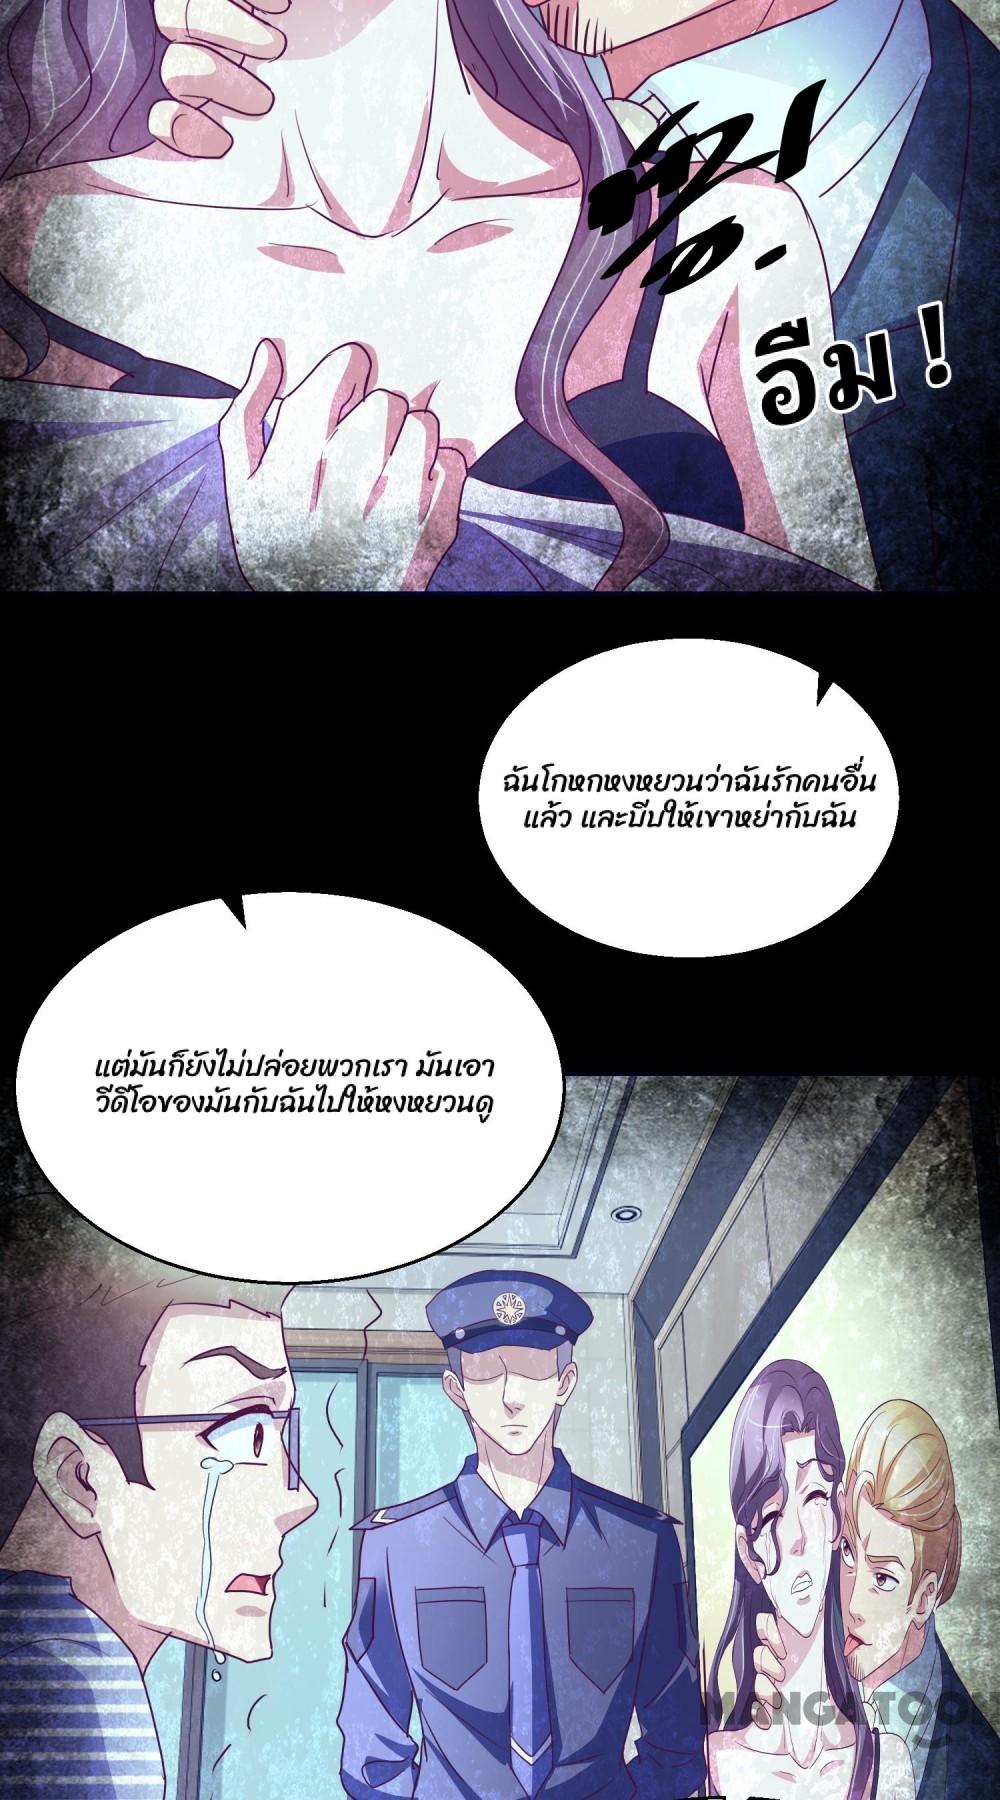 อืม !
ฉันโกหกหงหยวนว่าฉันรักคนอื่น
แล้ว และบีบให้เขาหย่ากับฉัน
แต่มันก็ยังไม่ปล่อยพวกเรา มันเอา
วีดีโอของมันกับฉันไปให้หงหยวนดู
MANGATOON